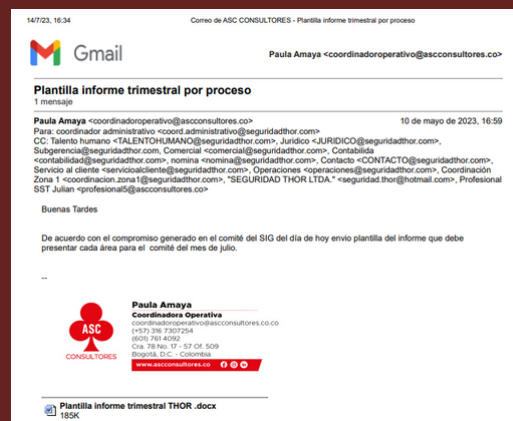 14/7/23, 16:34
Correo de ASC CONSULTORES - Plantilla informe trimestral por proceso
Gmail
Paula Amaya <coordinadoroperativo@ascconsultores.co>
Plantilla informe trimestral por proceso
1 mensaje
Paula Amaya <coordinadoroperativo@ascconsultores.co>
10 de mayo de 2023, 16:59
Para: coordinador administrativo <coord.administrativo@seguridadthor.com>
CC: Talento humano <TALENTOHUMANO@seguridadthor.com>, Juridico <JURIDICO@seguridadthor.com>,
Subgerencia@seguridadthor.com, Comercial <comercial@seguridadthor.com>, Contabilida
<contabilidad@seguridadthor.com>, nomina <nomina@seguridadthor.com>, Contacto <CONTACTO@seguridadthor.com>,
Servicio al cliente <servicioalcliente@seguridadthor.com>, Operaciones <operaciones@seguridadthor.com>, Coordinación
Zona 1 <coordinacion.zona1@seguridadthor.com>, "SEGURIDAD THOR LTDA." <seguridad.thor@hotmail.com>, Profesional
SST Julian <profesional5@ascconsultores.co>
Buenas Tardes
De acuerdo con el compromiso generado en el comité del SIG del día de hoy envio plantilla del informe que debe
presentar cada área para el comité del mes de julio.
--
ASC
CONSULTORES
Paula Amaya
Coordinadora Operativa
coordinadoroperativo@ascconsultores.co.co
(+57) 316 7307254
(601) 761 4092
Cra. 78 No. 17 - 57 Of. 509
Bogotá, D.C. - Colombia
www.ascconsultores.co
Plantilla informe trimestral THOR .docx
185K